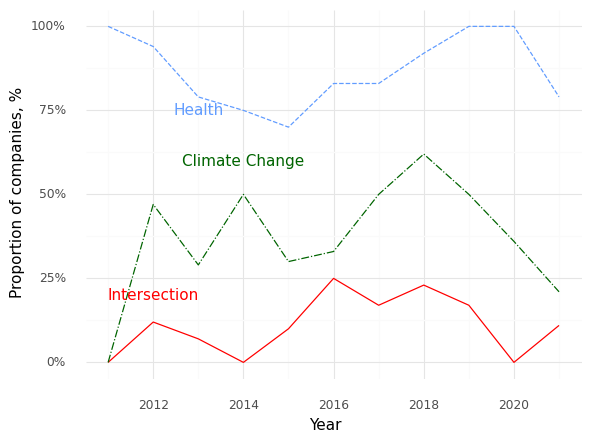 100%
Health
75%
Climate Change
50%
Proportion of companies, %
25%
Intersection
0%
2012 2014 2016 2018 2020
Year